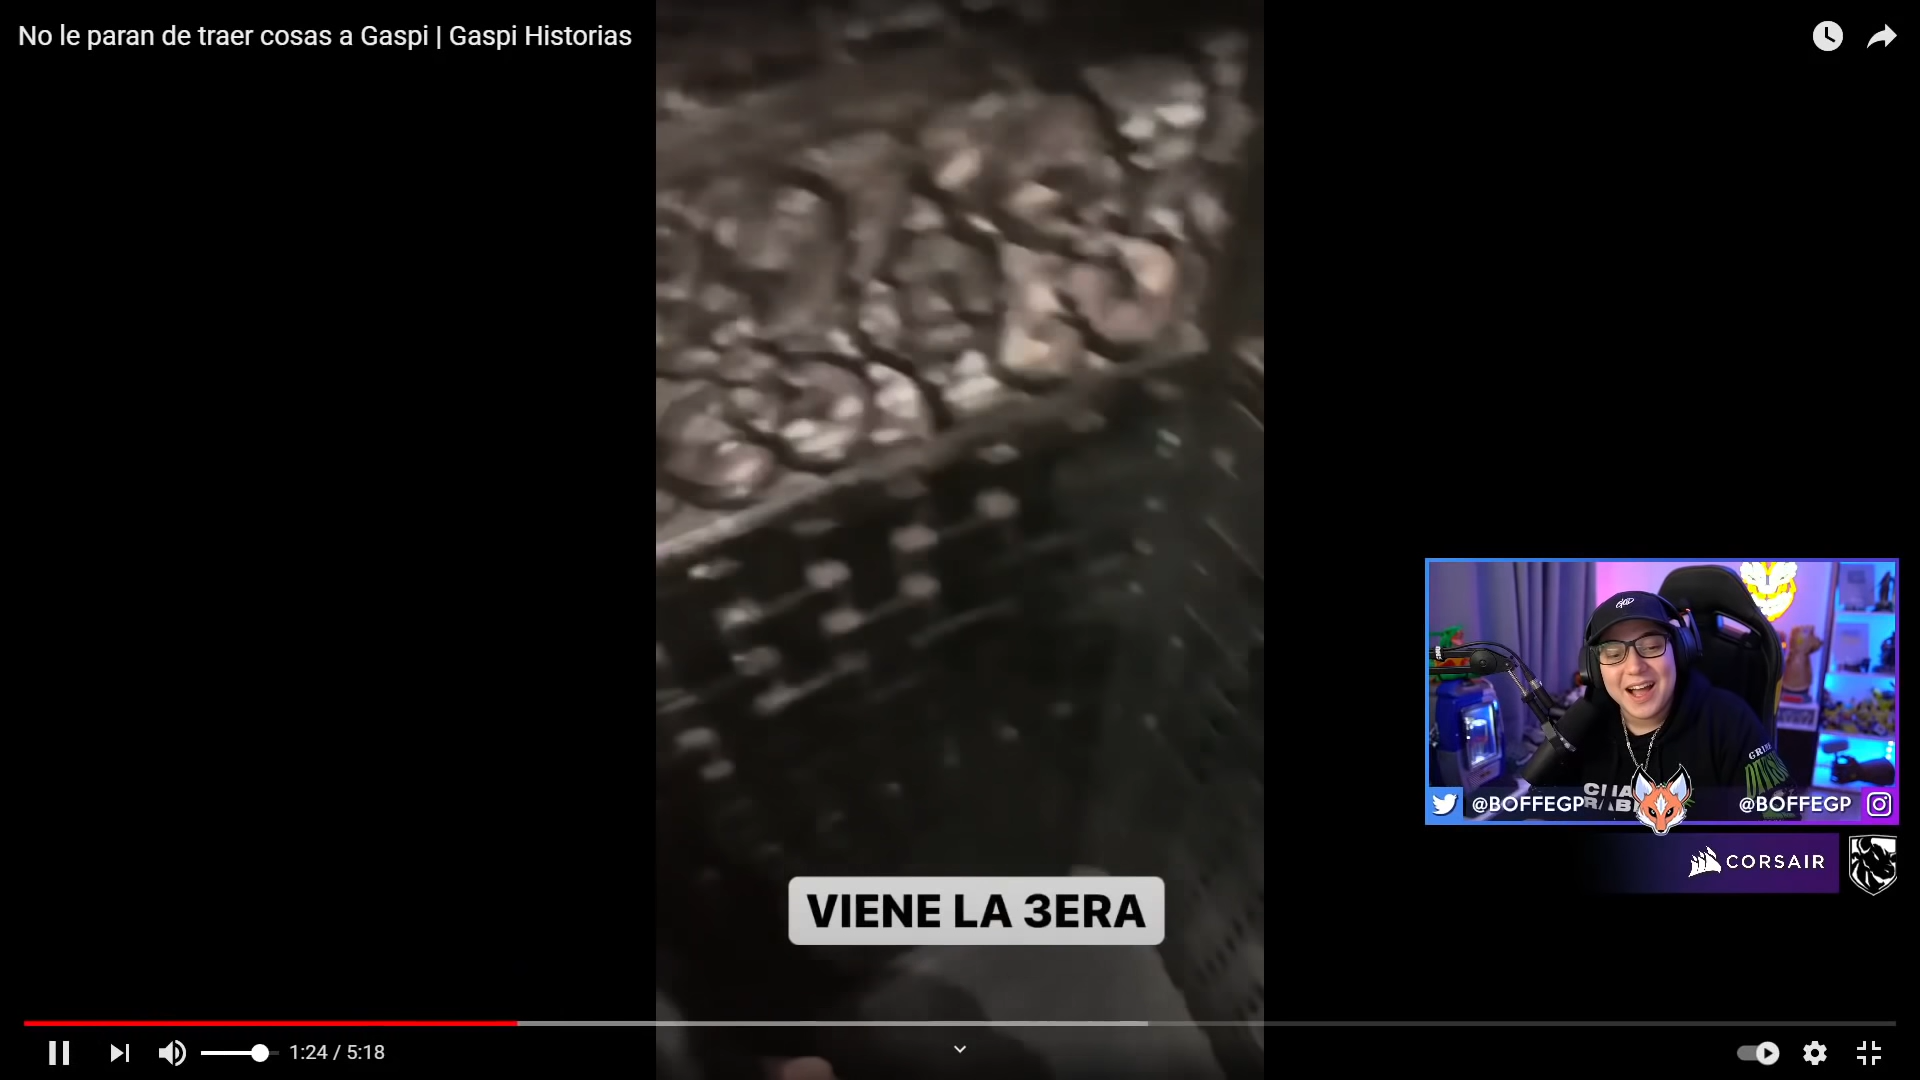 No le paran de traer cosas a Gaspi | Gaspi Historias
VIENE LA 3ERA
@BOFFEGP
@BOFFEGP
CORSAIR
1:24 / 5:18